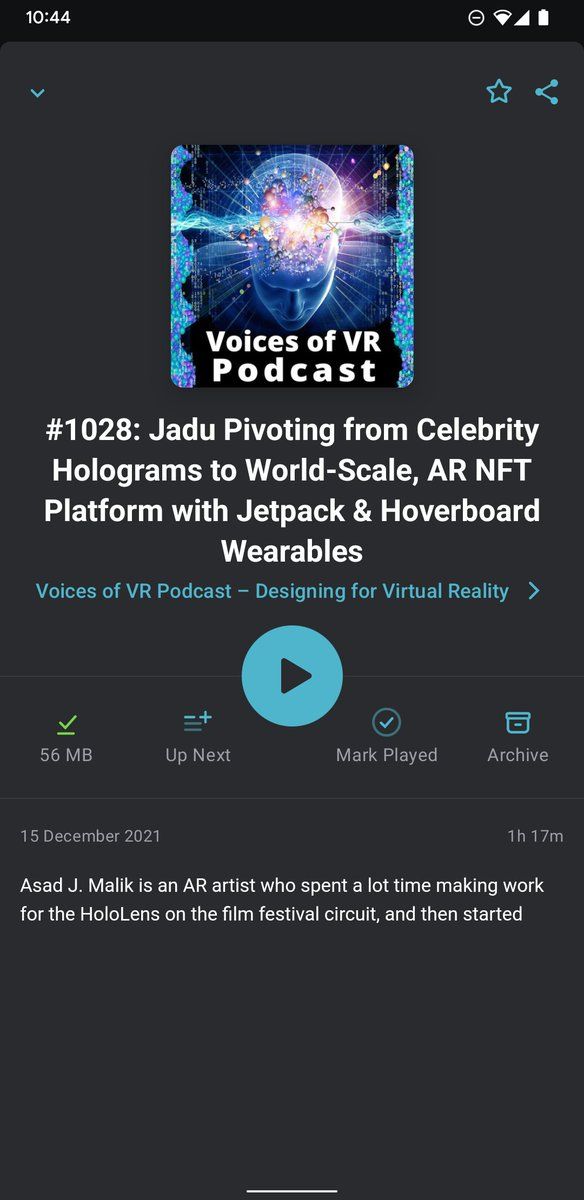 10:44
Voices of VR
Podcast
#1028: Jadu Pivoting from Celebrity
Holograms to World-Scale, AR NFT
Platform with Jetpack & Hoverboard
Wearables
Voices of VR Podcast – Designing for Virtual Reality
56 MB
Up Next
Mark Played
Archive
15 December 2021
1h 17m
Asad J. Malik is an AR artist who spent a lot time making work
for the HoloLens on the film festival circuit, and then started